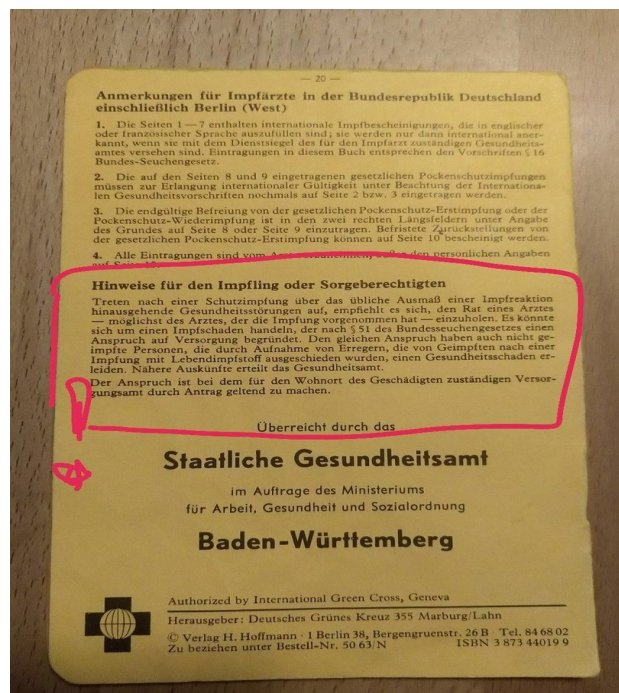 — 20 —
Anmerkungen für Impfärzte in der Bundesrepublik Deutschland
einschließlich Berlin (West)
1. Die Seiten 1—7 enthalten internationale Impfbescheinigungen, die in englischer
oder französischer Sprache auszufüllen sind; sie werden nur dann international aner-
kannt, wenn sie mit dem Dienstsiegel des für den Impfarzt zuständigen Gesundheits-
amtes versehen sind. Eintragungen in diesem Buch entsprechen den Vorschriften § 16
Bundes-Seuchengesetz.
2. Die auf den Seiten 8 und 9 eingetragenen gesetzlichen Pockenschutzimpfungen
müssen zur Erlangung internationaler Gültigkeit unter Beachtung der Internationa-
len Gesundheitsvorschriften nochmals auf Seite 2 bzw. 3 eingetragen werden.
3. Die endgültige Befreiung von der gesetzlichen Pockenschutz-Erstimpfung oder der
Pockenschutz-Wiederimpfung ist in den zwei rechten Längsfeldern unter Angabe
des Grundes auf Seite 8 oder Seite 9 einzutragen. Befristete Zurückstellungen von
der gesetzlichen Pockenschutz-Erstimpfung können auf Seite 10 bescheinigt werden.
4. Alle Eintragungen sind vom den persönlichen Angaben
auf Seite
Hinweise für den Impfling oder Sorgeberechtigten
Treten nach einer Schutzimpfung über das übliche Ausmaß einer Impfreaktion
hinausgehende Gesundheitsstörungen auf, empfiehlt es sich, den Rat eines Arztes
— möglichst des Arztes, der die Impfung vorgenommen hat — einzuholen. Es könnte
sich um einen Impfschaden handeln, der nach § 51 des Bundesseuchengesetzes einen
Anspruch auf Versorgung begründet. Den gleichen Anspruch haben auch nicht ge-
impfte Personen, die durch Aufnahme von Erregern, die von Geimpften nach einer
Impfung mit Lebendimpfstoff ausgeschieden wurden, einen Gesundheitsschaden er-
leiden. Nähere Auskünfte erteilt das Gesundheitsamt.
Der Anspruch ist bei dem für den Wohnort des Geschädigten zuständigen Versor-
gungsamt durch Antrag geltend zu machen.
Überreicht durch das
Staatliche Gesundheitsamt
im Auftrage des Ministeriums
für Arbeit, Gesundheit und Sozialordnung
Baden-Württemberg
Authorized by International Green Cross, Geneva
Herausgeber: Deutsches Grünes Kreuz 355 Marburg/Lahn
© Verlag H. Hoffmann · 1 Berlin 38, Bergengruenstr. 26 B · Tel. 84 68 02
Zu beziehen unter Bestell-Nr. 50 63/N ISBN 3 873 44019 9